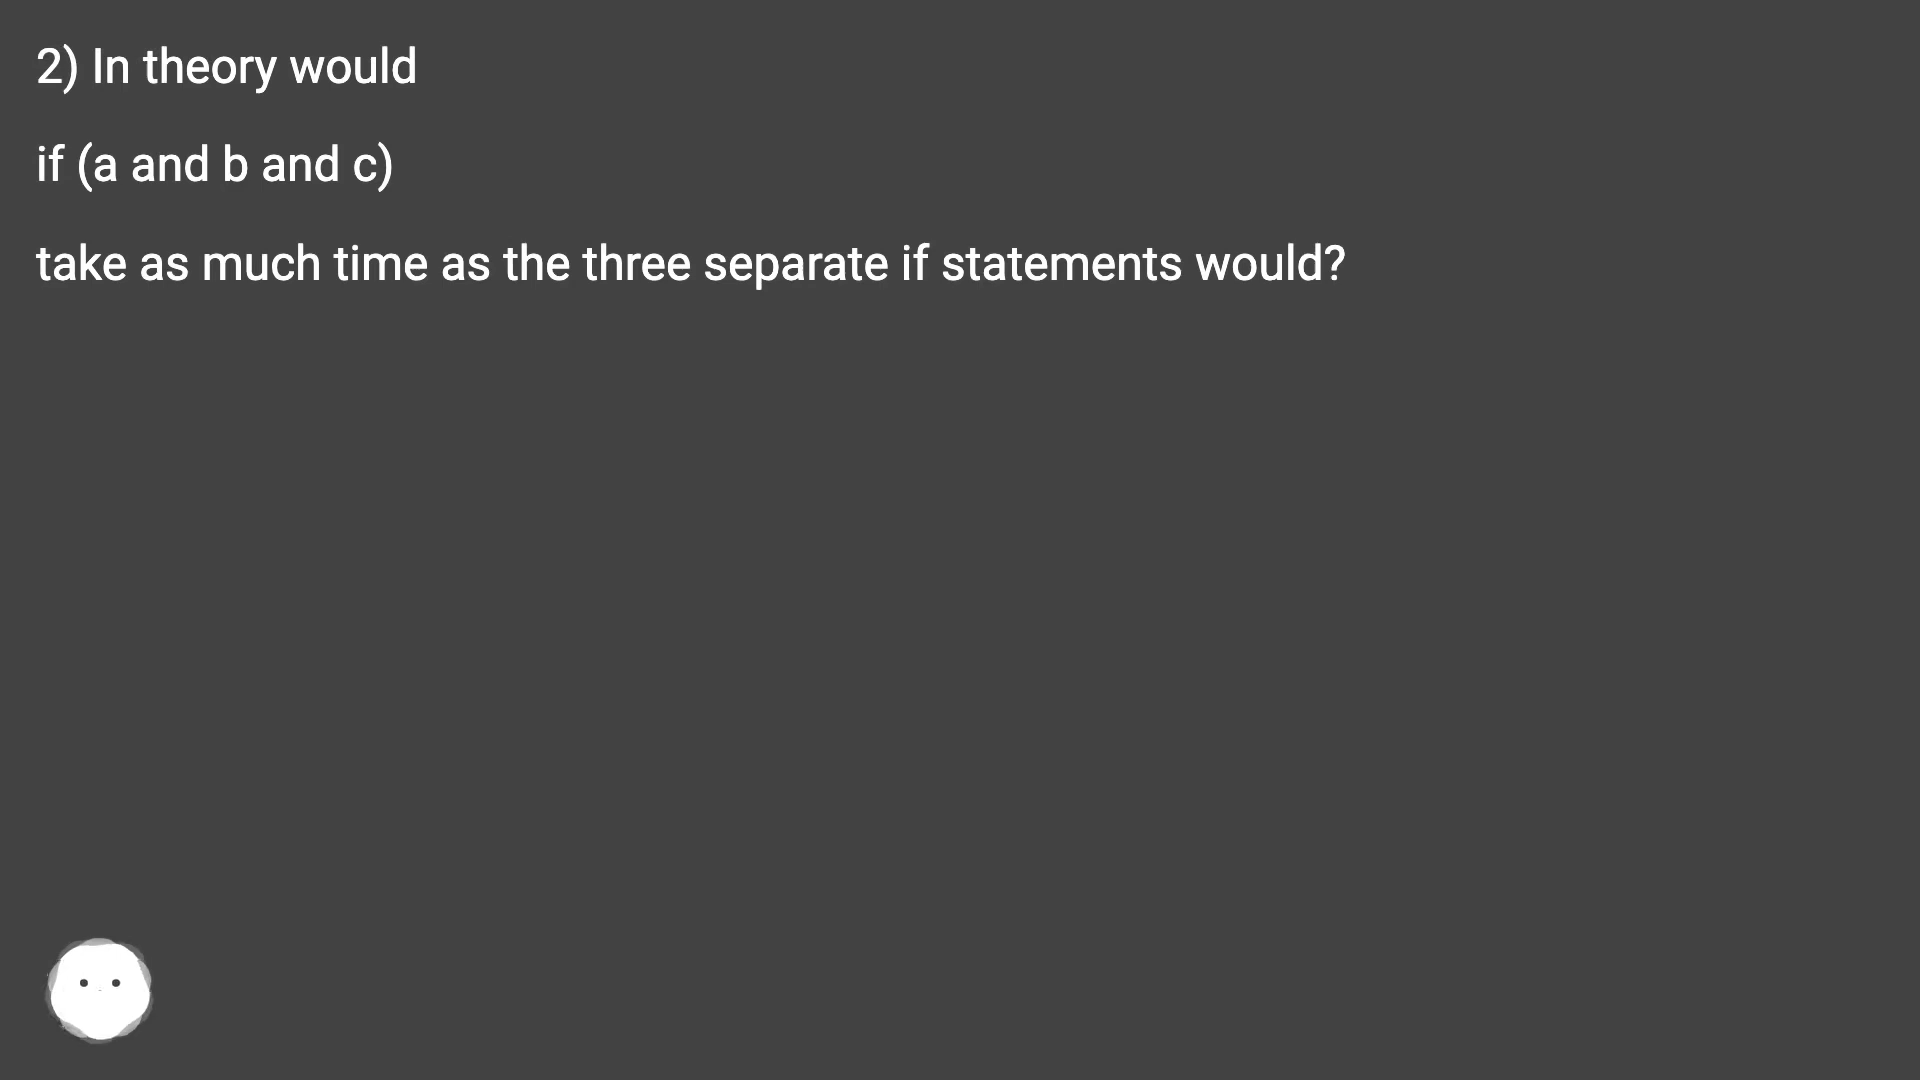 2) In theory would
if (a and b and c)
take as much time as the three separate if statements would?